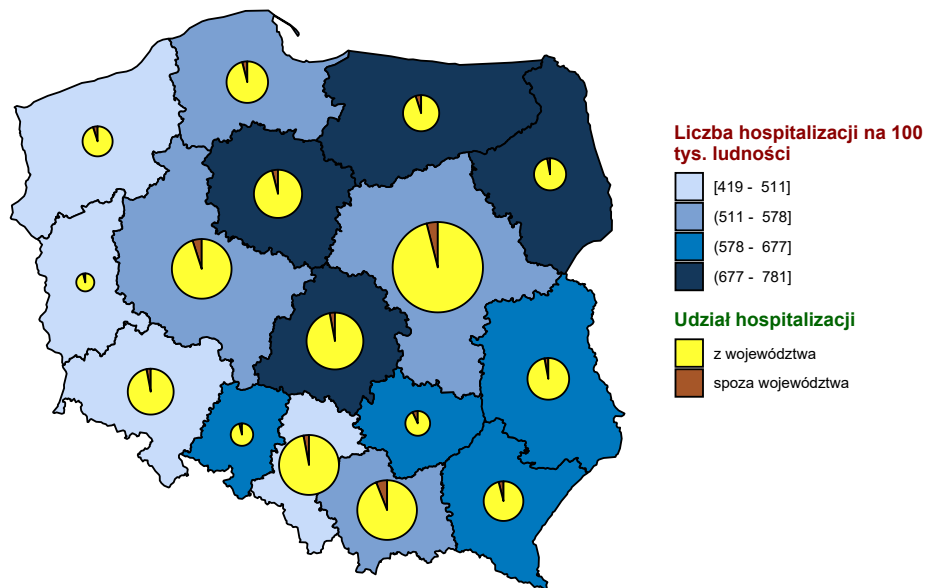 Liczba hospitalizacji na 100
tys. ludności
[419 - 511]
(511 - 578]
(578 - 677]
(677 - 781]
Udział hospitalizacji
z województwa
spoza województwa